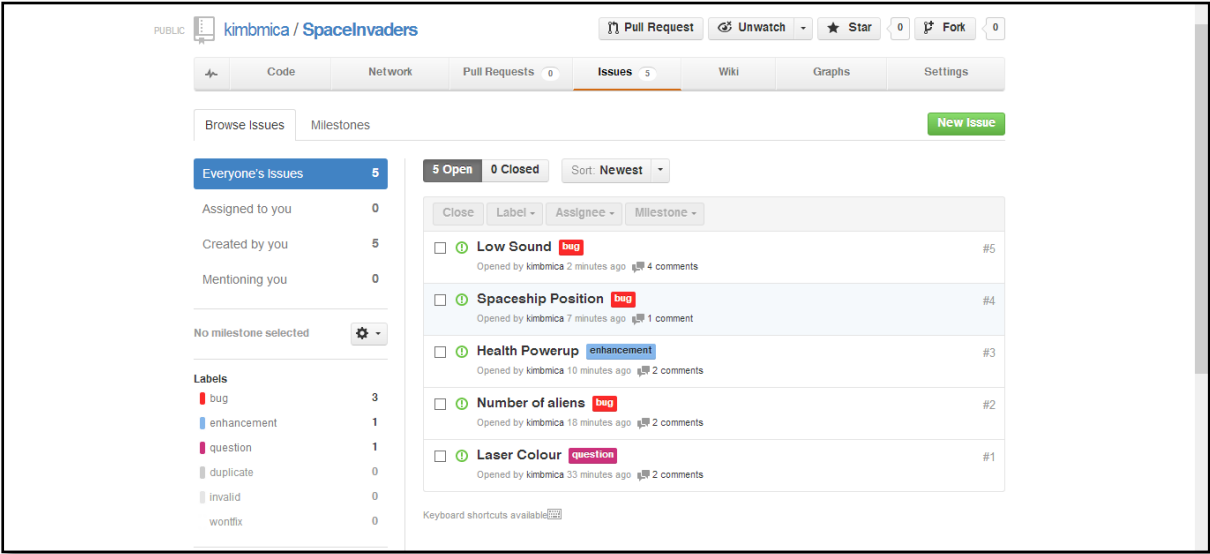 PUBLIC kimbmica / SpaceInvaders Pull Request Unwatch Star 0 Fork 0
Code Network Pull Requests 0 Issues 5 Wiki Graphs Settings
Browse Issues Milestones New Issue
Everyone's Issues 5
Assigned to you 0
Created by you 5
Mentioning you 0
No milestone selected
Labels
bug 3
enhancement 1
question 1
duplicate 0
invalid 0
wontfix 0
5 Open 0 Closed Sort: Newest
Close Label Assignee Milestone
Low Sound bug #5
Opened by kimbmica 2 minutes ago 4 comments
Spaceship Position bug #4
Opened by kimbmica 7 minutes ago 1 comment
Health Powerup enhancement #3
Opened by kimbmica 10 minutes ago 2 comments
Number of aliens bug #2
Opened by kimbmica 18 minutes ago 2 comments
Laser Colour question #1
Opened by kimbmica 33 minutes ago 2 comments
Keyboard shortcuts available